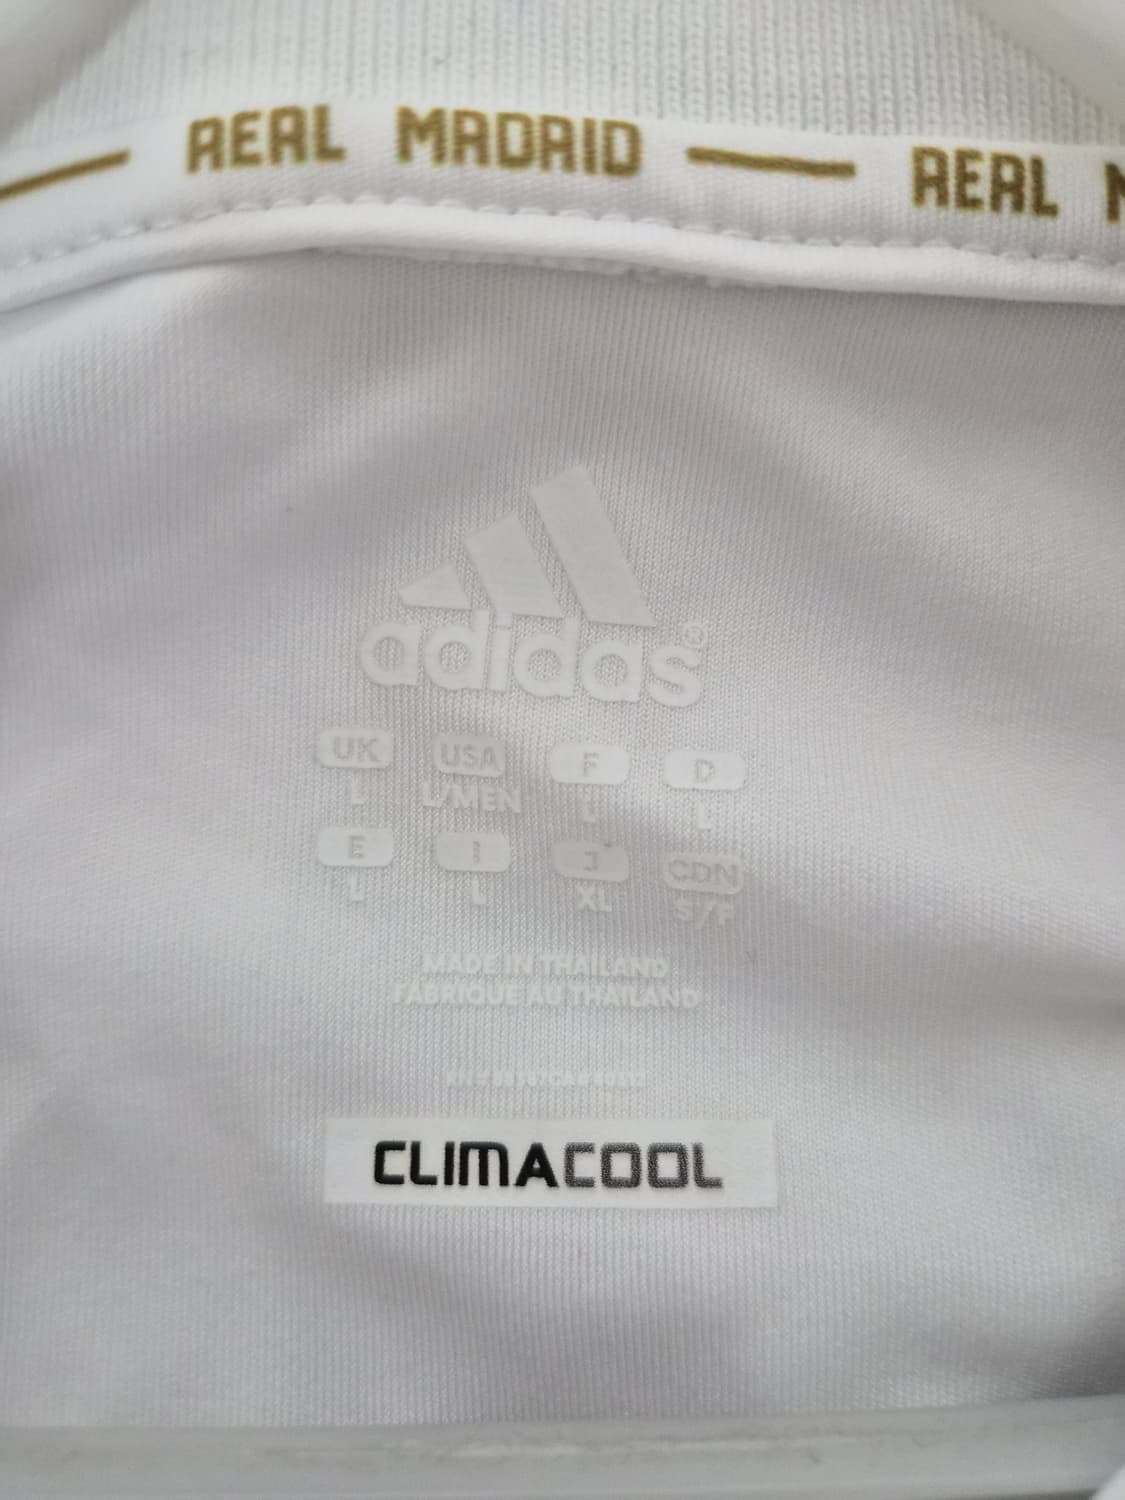 REAL MADRID REAL M
adidas®
UK USA F D
L L/MEN L L
E I J CDN
L L XL
MADE IN THAILAND
FABRIQUE AU THAILAND
CLIMACOOL